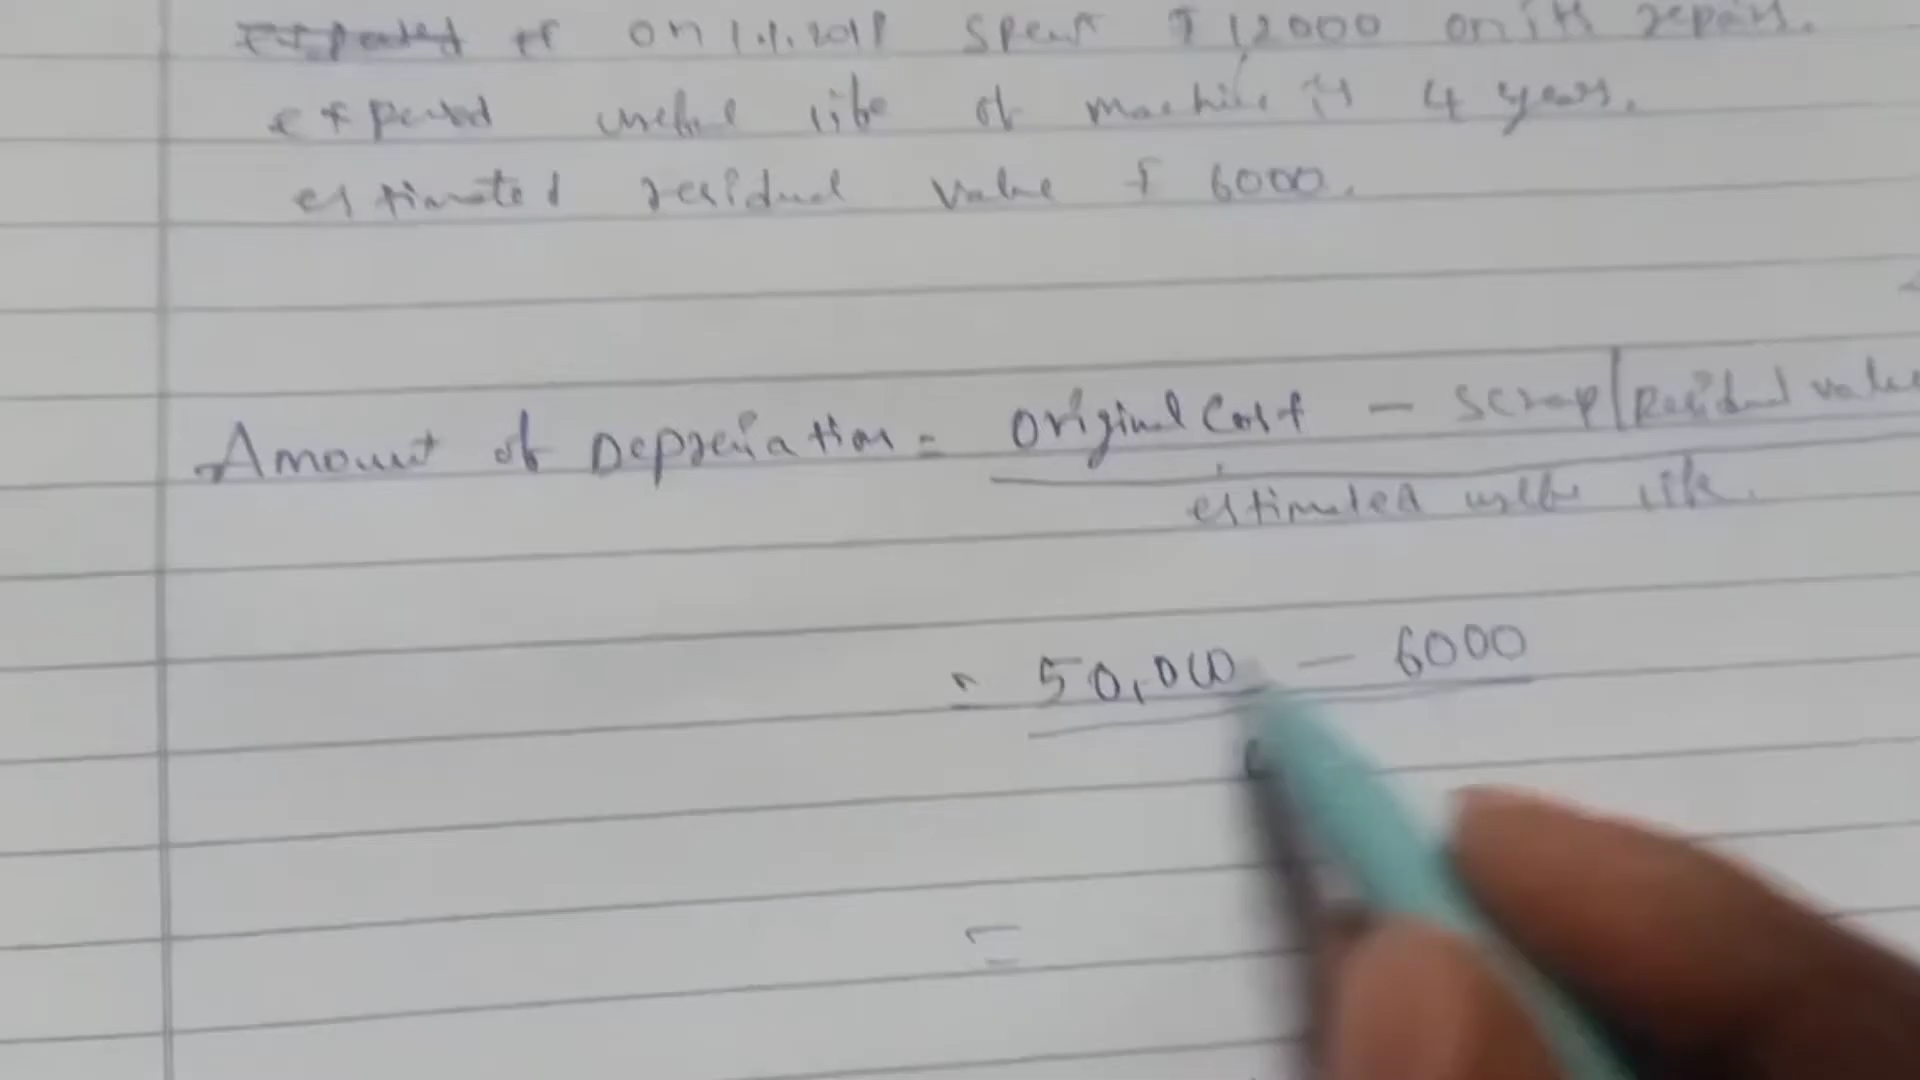 on 1.1.2018 spent ₹ 12000 on its repairs.
expected useful life of machine is 4 years.
estimated residual value ₹ 6000.
Amount of Depreciation = Original Cost - Scrap/Residual value
estimated useful life.
= 50,000 - 6000
=